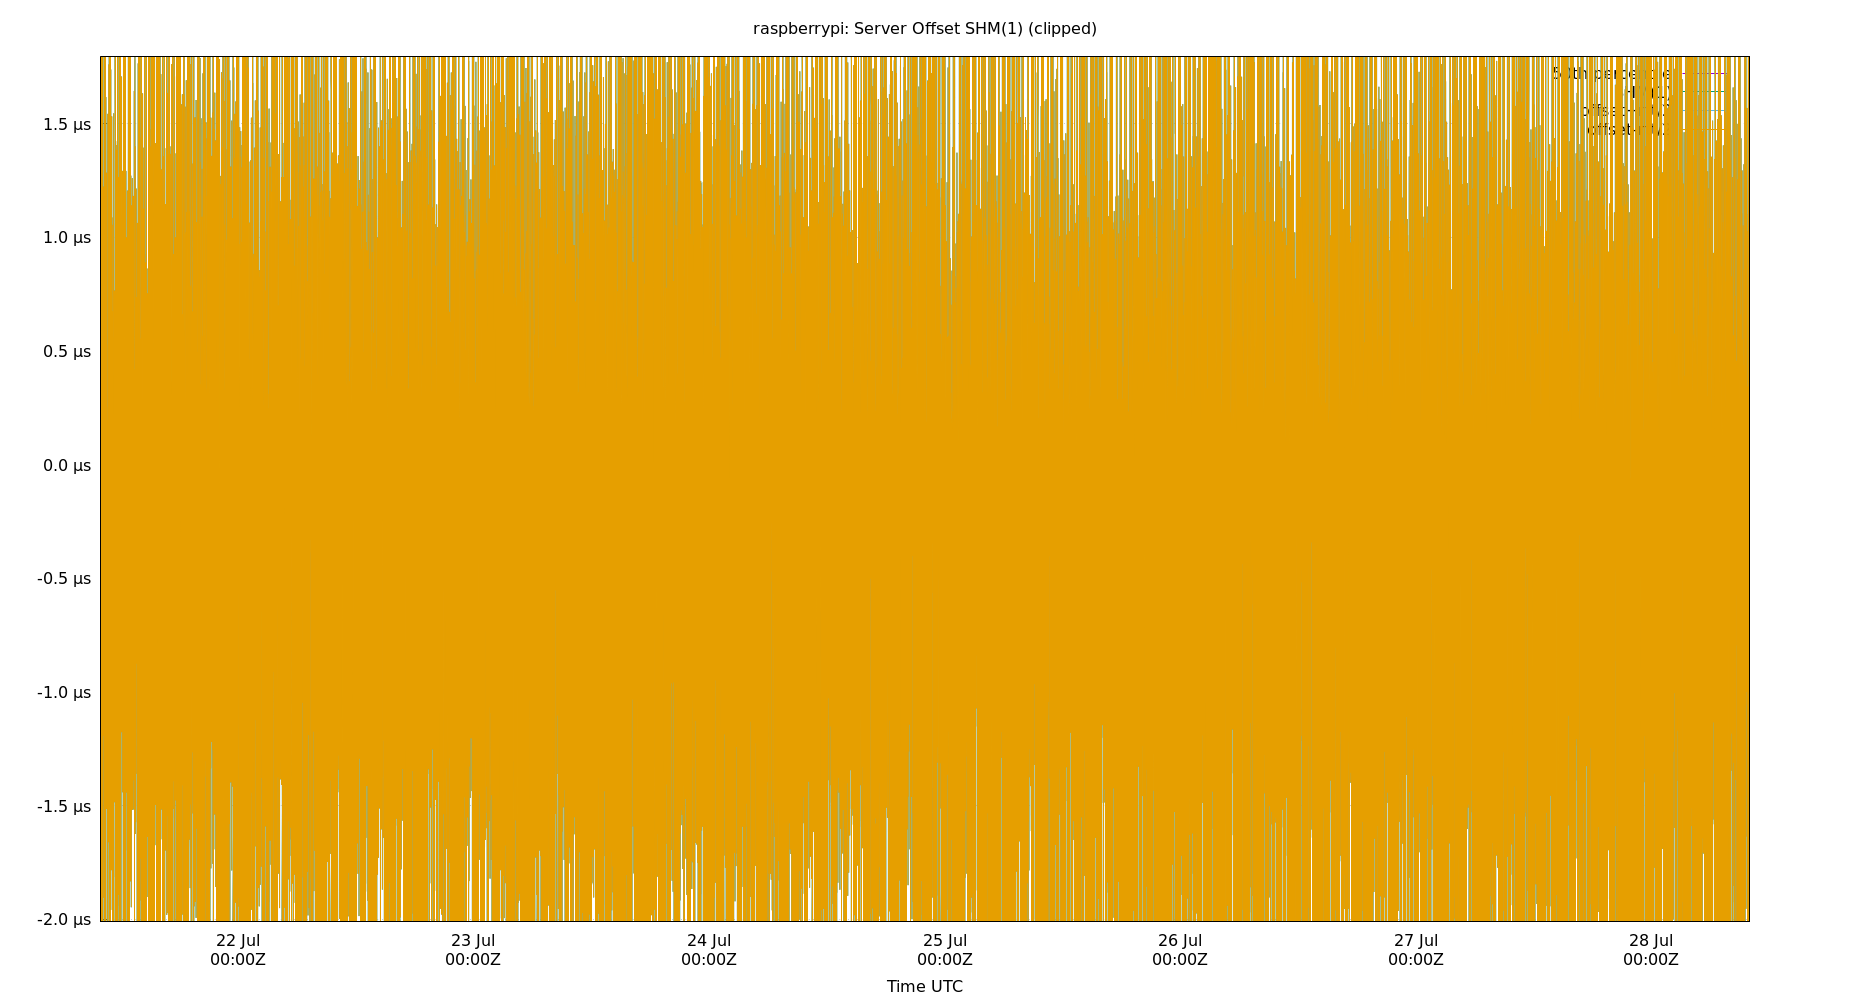 raspberrypi: Server Offset SHM(1) (clipped)
1.5 µs
1.0 µs
0.5 µs
0.0 µs
-0.5 µs
-1.0 µs
-1.5 µs
-2.0 µs
22 Jul 23 Jul 24 Jul 25 Jul 26 Jul 27 Jul 28 Jul
00:00Z 00:00Z 00:00Z 00:00Z 00:00Z 00:00Z 00:00Z
Time UTC